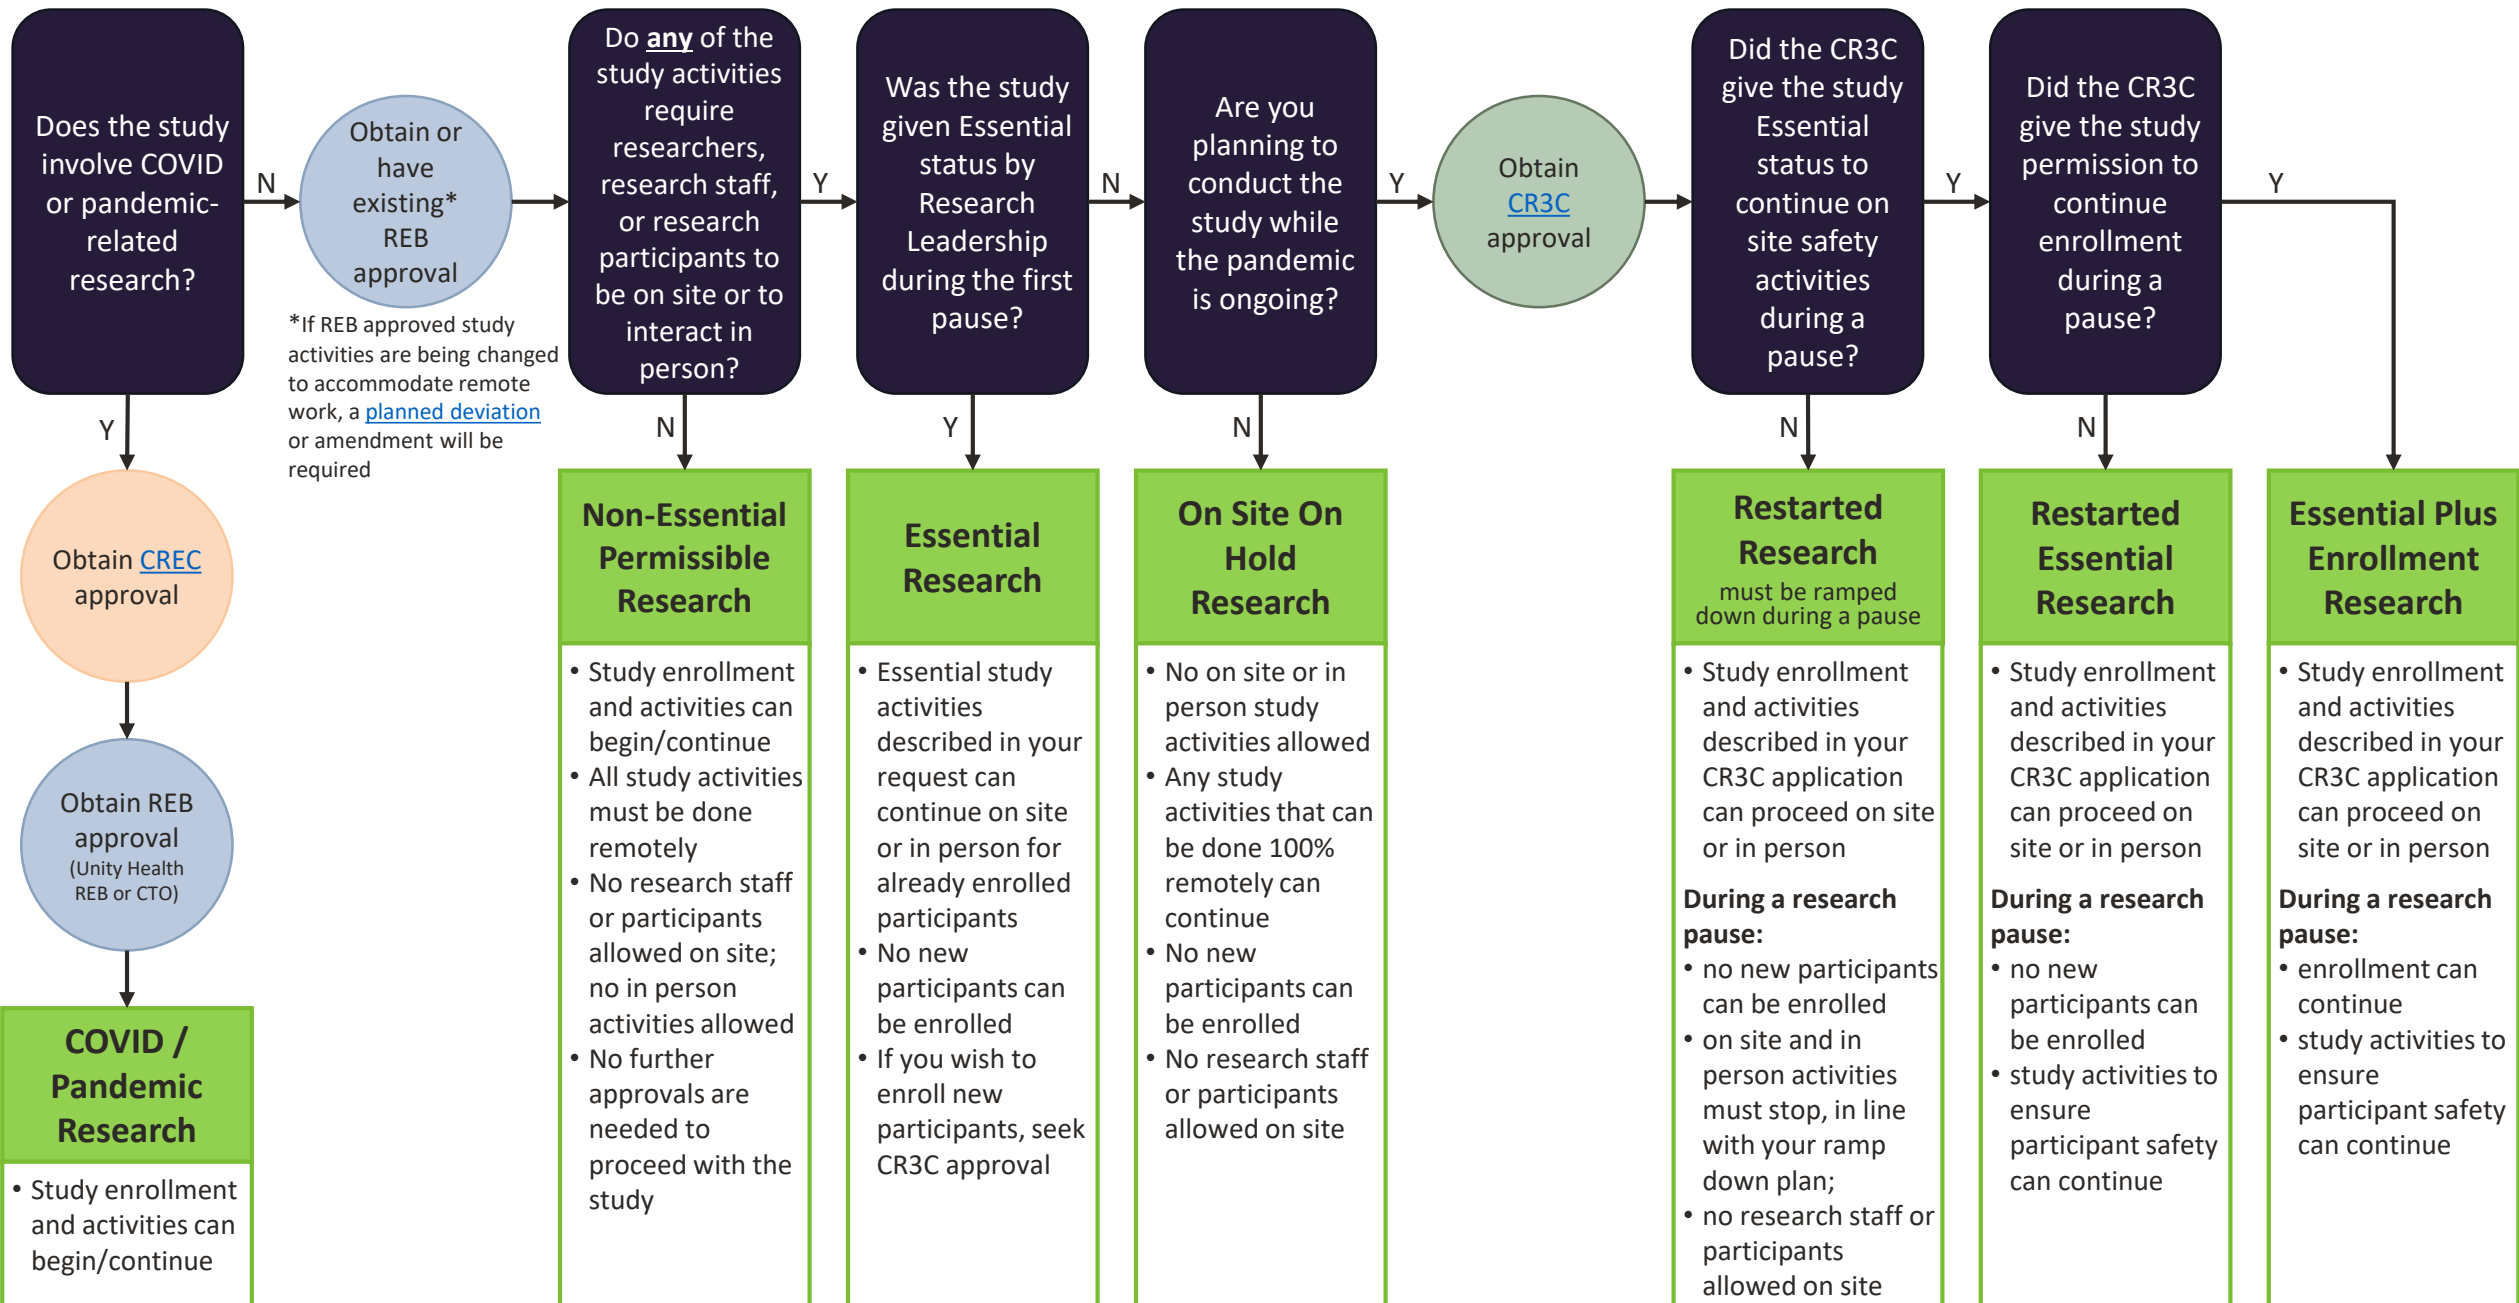 Does the study
involve COVID
or pandemic-
related
research?
N
Obtain or
have
existing*
REB
approval
*If REB approved study
activities are being changed
to accommodate remote
work, a planned deviation
or amendment will be
required
Do any of the
study activities
require
researchers,
research staff,
or research
participants to
be on site or to
interact in
person?
Y
Was the study
given Essential
status by
Research
Leadership
during the first
pause?
N
Are you
planning to
conduct the
study while
the pandemic
is ongoing?
Y
Obtain
CR3C
approval
Did the CR3C
give the study
Essential
status to
continue on
site safety
activities
during a
pause?
Y
Did the CR3C
give the study
permission to
continue
enrollment
during a
pause?
Y
Y
N
Y
N
N
N
Obtain CREC
approval
Obtain REB
approval
(Unity Health
REB or CTO)
COVID /
Pandemic
Research
• Study enrollment
and activities can
begin/continue
Non-Essential
Permissible
Research
• Study enrollment
and activities can
begin/continue
• All study activities
must be done
remotely
• No research staff
or participants
allowed on site;
no in person
activities allowed
• No further
approvals are
needed to
proceed with the
study
Essential
Research
• Essential study
activities
described in your
request can
continue on site
or in person for
already enrolled
participants
• No new
participants can
be enrolled
• If you wish to
enroll new
participants, seek
CR3C approval
On Site On
Hold
Research
• No on site or in
person study
activities allowed
• Any study
activities that can
be done 100%
remotely can
continue
• No new
participants can
be enrolled
• No research staff
or participants
allowed on site
Restarted
Research
must be ramped
down during a pause
• Study enrollment
and activities
described in your
CR3C application
can proceed on site
or in person
During a research
pause:
• no new participants
can be enrolled
• on site and in
person activities
must stop, in line
with your ramp
down plan;
• no research staff or
participants
allowed on site
Restarted
Essential
Research
• Study enrollment
and activities
described in your
CR3C application
can proceed on
site or in person
During a research
pause:
• no new
participants can
be enrolled
• study activities to
ensure
participant safety
can continue
Essential Plus
Enrollment
Research
• Study enrollment
and activities
described in your
CR3C application
can proceed on
site or in person
During a research
pause:
• enrollment can
continue
• study activities to
ensure
participant safety
can continue